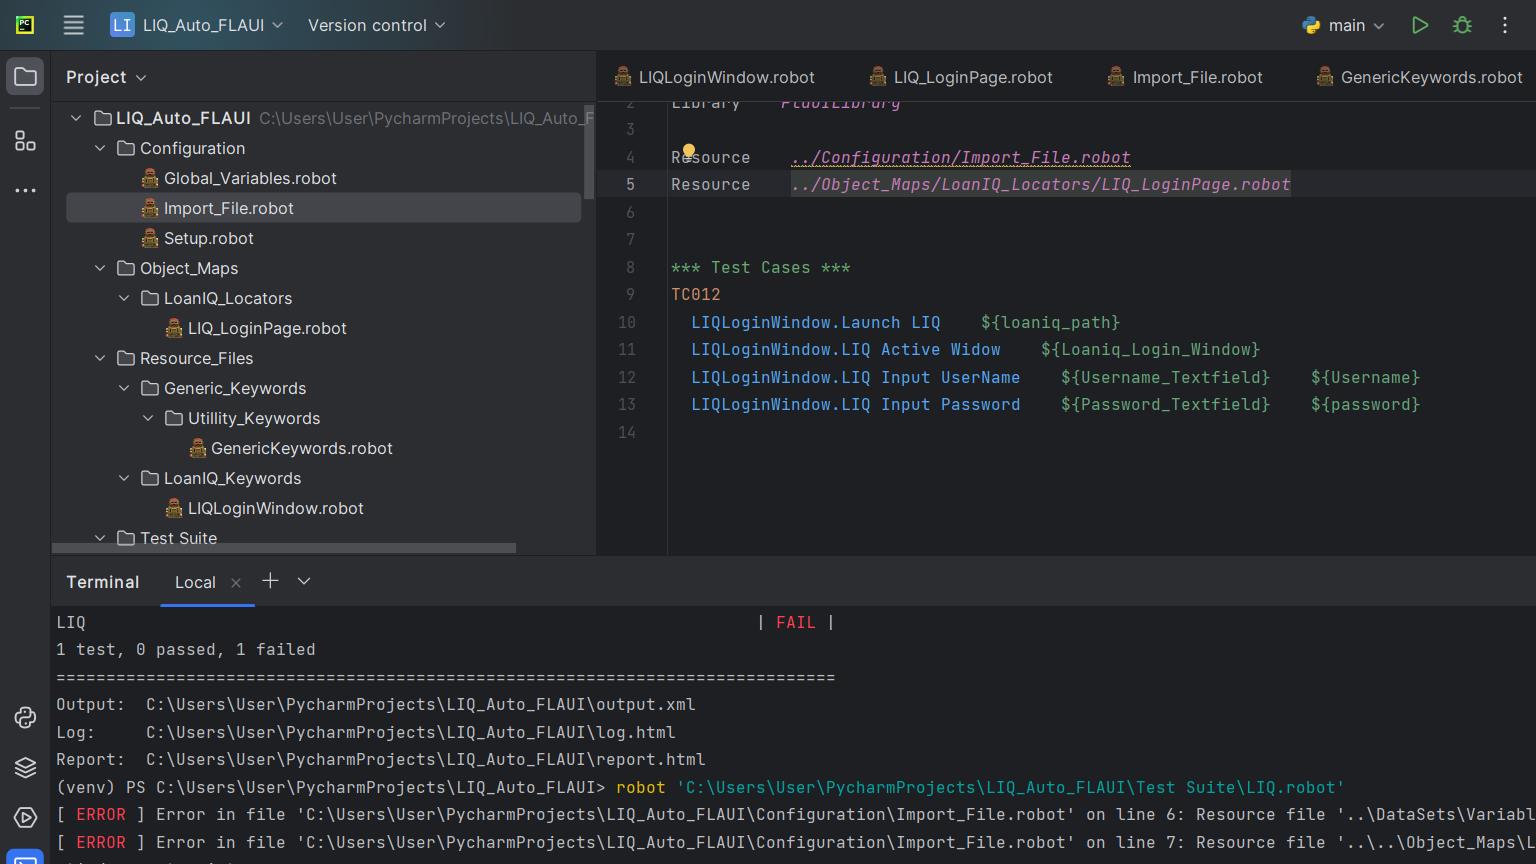 PC
LI LIQ_Auto_FLAUI Version control main
Project
LIQ_Auto_FLAUI C:\Users\User\PycharmProjects\LIQ_Auto_F
Configuration
Global_Variables.robot
Import_File.robot
Setup.robot
Object_Maps
LoanIQ_Locators
LIQ_LoginPage.robot
Resource_Files
Generic_Keywords
Utillity_Keywords
GenericKeywords.robot
LoanIQ_Keywords
LIQLoginWindow.robot
Test Suite
LIQLoginWindow.robot LIQ_LoginPage.robot Import_File.robot GenericKeywords.robot
2 Library FlaUILibrary
3
4 Resource ../Configuration/Import_File.robot
5 Resource ../Object_Maps/LoanIQ_Locators/LIQ_LoginPage.robot
6
7
8 *** Test Cases ***
9 TC012
10 LIQLoginWindow.Launch LIQ ${loaniq_path}
11 LIQLoginWindow.LIQ Active Widow ${Loaniq_Login_Window}
12 LIQLoginWindow.LIQ Input UserName ${Username_Textfield} ${Username}
13 LIQLoginWindow.LIQ Input Password ${Password_Textfield} ${password}
14
Terminal Local
LIQ | FAIL |
1 test, 0 passed, 1 failed
==============================================================================
Output: C:\Users\User\PycharmProjects\LIQ_Auto_FLAUI\output.xml
Log: C:\Users\User\PycharmProjects\LIQ_Auto_FLAUI\log.html
Report: C:\Users\User\PycharmProjects\LIQ_Auto_FLAUI\report.html
(venv) PS C:\Users\User\PycharmProjects\LIQ_Auto_FLAUI> robot 'C:\Users\User\PycharmProjects\LIQ_Auto_FLAUI\Test Suite\LIQ.robot'
[ ERROR ] Error in file 'C:\Users\User\PycharmProjects\LIQ_Auto_FLAUI\Configuration\Import_File.robot' on line 6: Resource file '..\DataSets\Variabl
[ ERROR ] Error in file 'C:\Users\User\PycharmProjects\LIQ_Auto_FLAUI\Configuration\Import_File.robot' on line 7: Resource file '..\..\Object_Maps\L